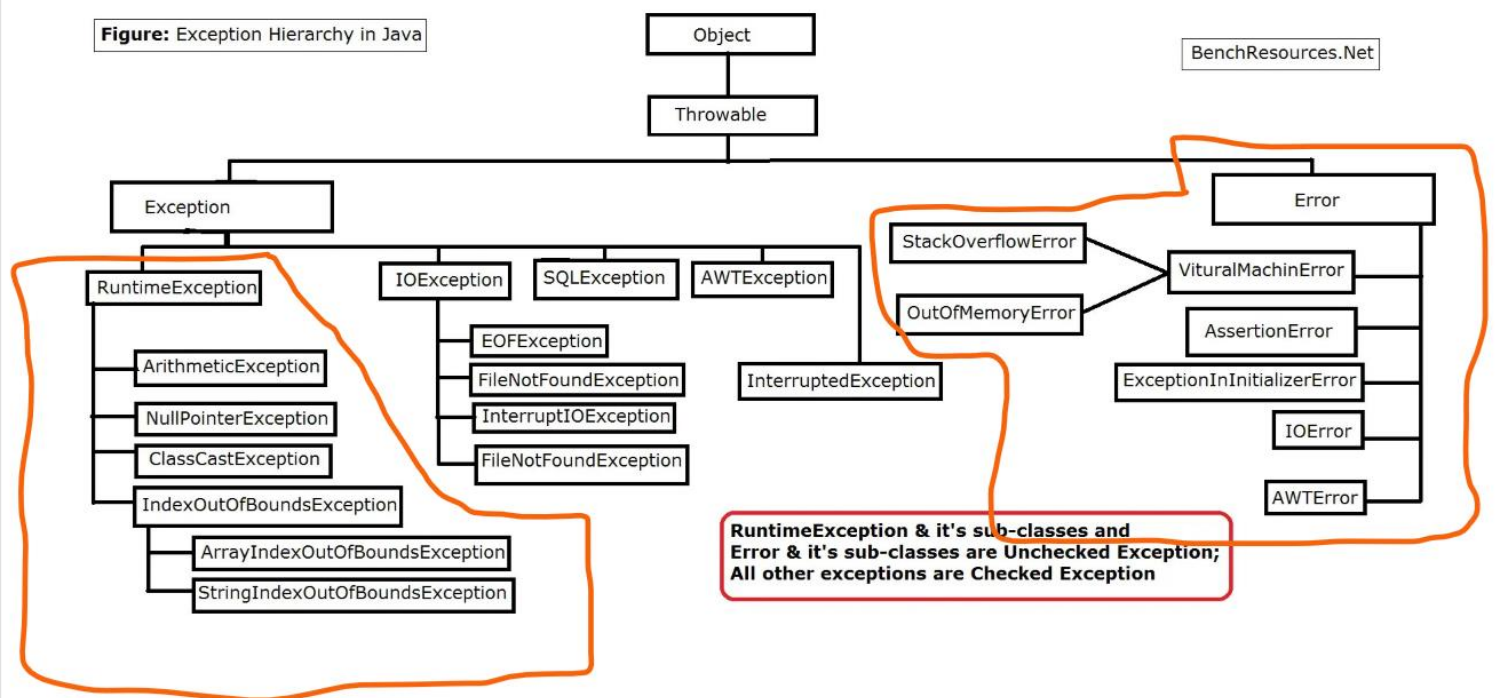 Figure: Exception Hierarchy in Java
Object
BenchResources.Net
Throwable
Exception
Error
RuntimeException
IOException
SQLException
AWTException
InterruptedException
ArithmeticException
NullPointerException
ClassCastException
IndexOutOfBoundsException
ArrayIndexOutOfBoundsException
StringIndexOutOfBoundsException
EOFException
FileNotFoundException
InterruptIOException
FileNotFoundException
StackOverflowError
OutOfMemoryError
VituralMachinError
AssertionError
ExceptionInInitializerError
IOError
AWTError
RuntimeException & it's sub-classes and
Error & it's sub-classes are Unchecked Exception;
All other exceptions are Checked Exception